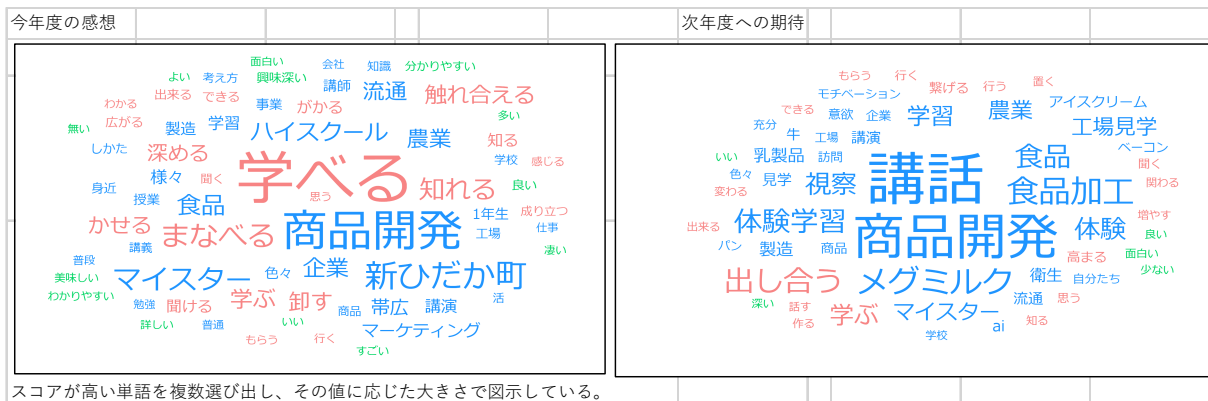 今年度の感想
次年度への期待
面白い 会社 知識 分かりやすい
よい 考え方 興味深い 講師 流通 触れ合える
わかる 出来る できる 事業 がかる 多い
無い 広がる 製造 学習 ハイスクール 農業 知る
しかた 深める 様々 聞く 学べる 学校 感じる
身近 授業 食品 思う 知れる 良い
かせる まなべる 商品開発 1年生 成り立つ
講義 工場 仕事
普段 凄い
美味しい マイスター 色々 企業 新ひだか町
わかりやすい 勉強 聞ける 学ぶ 卸す 商品 帯広 講演 活
詳しい 普通 いい マーケティング
もらう 行く すごい
もらう 行く 繋げる 行う 置く
モチベーション アイスクリーム
できる 意欲 企業 学習 農業
充分 牛 工場 講演 工場見学
いい 乳製品 訪問 講話 食品 ベーコン 聞く
色々 見学 視察 食品加工 関わる
変わる
出来る 体験学習 商品開発 体験 増やす
パン 製造 商品 良い
高まる 面白い
出し合う メグミルク 衛生 自分たち 少ない
深い 話す 学ぶ マイスター 流通 思う
作る ai 知る
学校
スコアが高い単語を複数選び出し、その値に応じた大きさで図示している。